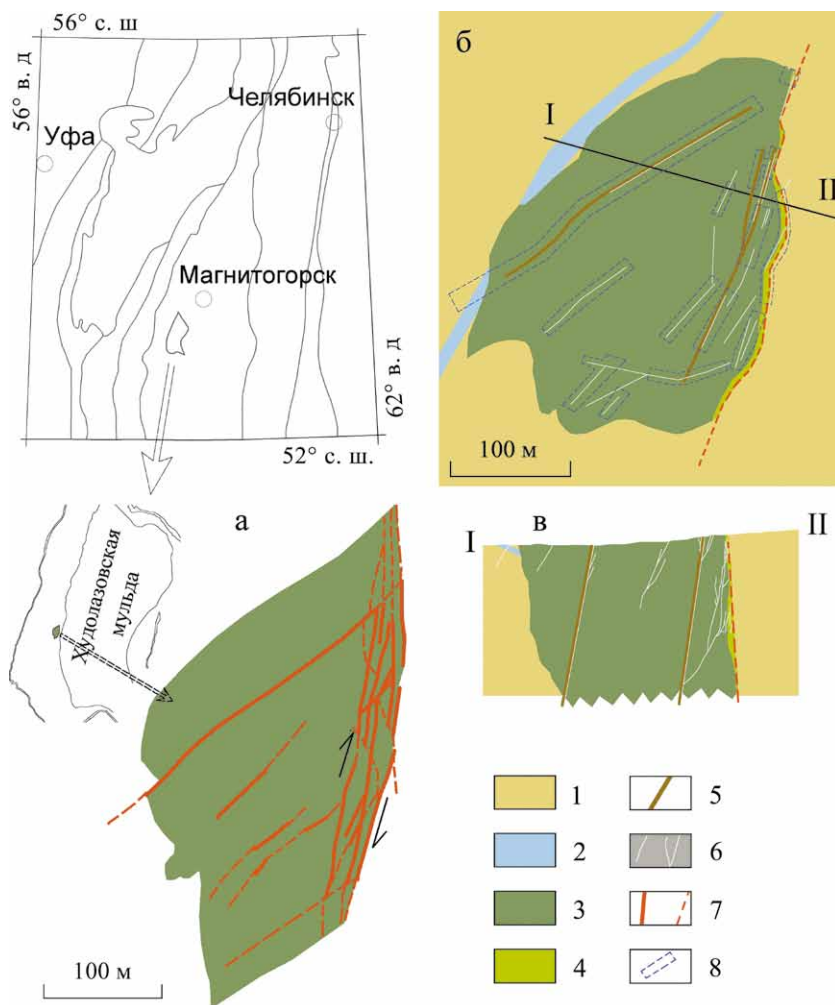 56° с. ш
56° в. д
Уфа
Челябинск
Магнитогорск
62° в. д
52° с. ш.
б
I
II
100 м
а
Худолазовская
мульда
100 м
в
I
II
1
2
3
4
5
6
7
8